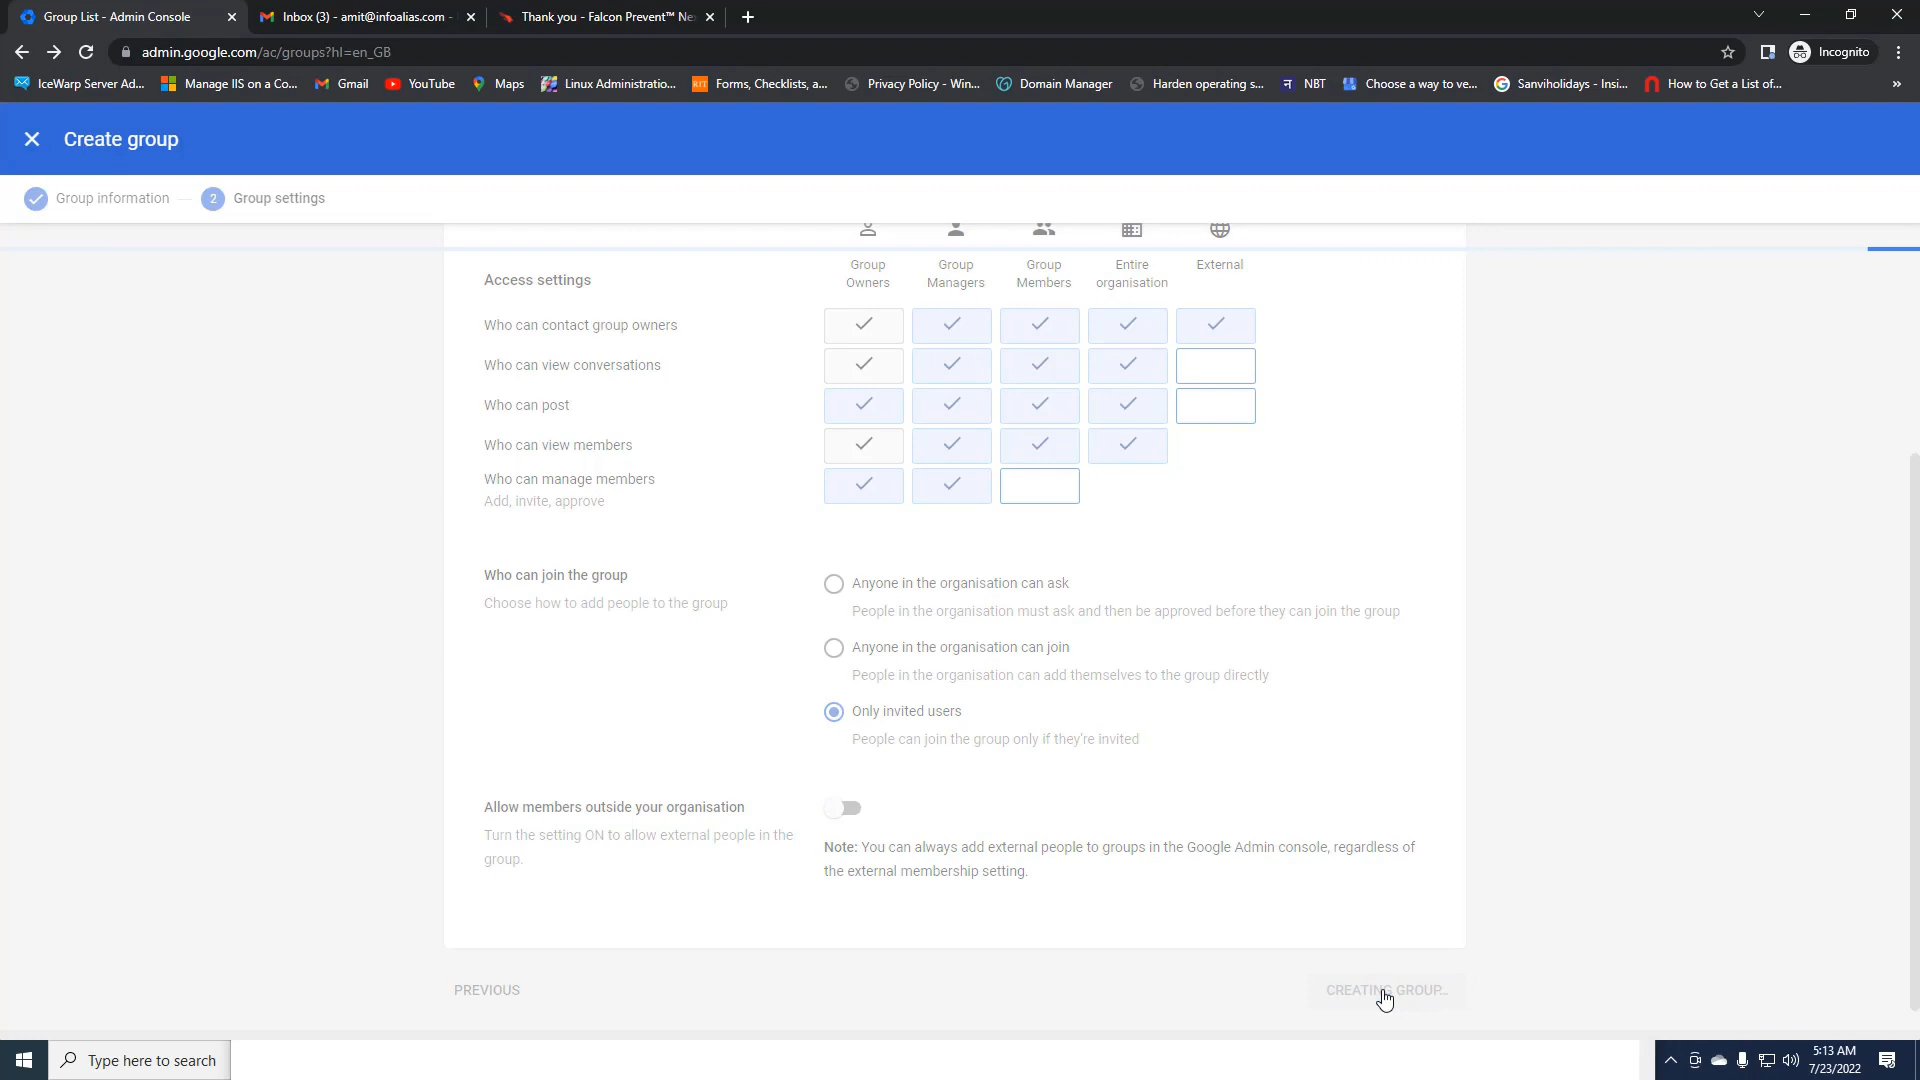 Group List - Admin Console
Inbox (3) - amit@infoalias.com -
Thank you - Falcon Prevent™ Ne
admin.google.com/ac/groups?hl=en_GB
Incognito
IceWarp Server Ad...
Manage IIS on a Co...
Gmail
YouTube
Maps
Linux Administratio...
Forms, Checklists, a...
Privacy Policy - Win...
Domain Manager
Harden operating s...
NBT
Choose a way to ve...
Sanviholidays - Insi...
How to Get a List of...
»
Create group
Group information
2 Group settings
Access settings
Group Owners
Group Managers
Group Members
Entire organisation
External
Who can contact group owners
Who can view conversations
Who can post
Who can view members
Who can manage members
Add, invite, approve
Who can join the group
Choose how to add people to the group
Anyone in the organisation can ask
People in the organisation must ask and then be approved before they can join the group
Anyone in the organisation can join
People in the organisation can add themselves to the group directly
Only invited users
People can join the group only if they're invited
Allow members outside your organisation
Turn the setting ON to allow external people in the
group.
Note: You can always add external people to groups in the Google Admin console, regardless of
the external membership setting.
PREVIOUS
CREATING GROUP...
Type here to search
5:13 AM
7/23/2022